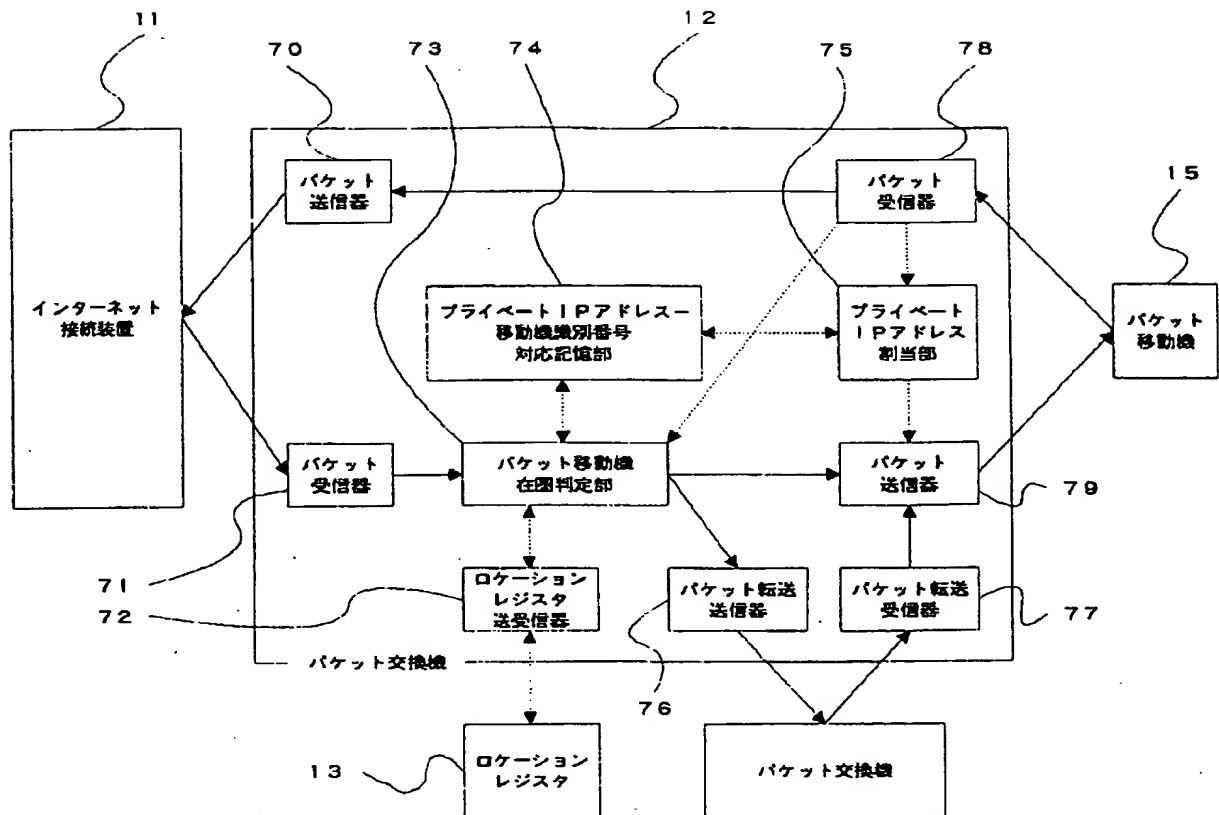 11
12
70
73
74
75
78
パケット
送信器
パケット
受信器
15
インターネット
接続装置
プライベートIPアドレスー
移動機識別番号
対応記憶部
プライベート
IPアドレス
割当部
パケット
移動機
パケット
受信器
パケット移動機
在圏判定部
パケット
送信器
79
71
72
ロケーション
レジスタ
送受信器
パケット転送
送信器
パケット転送
受信器
77
パケット交換機
76
13
ロケーション
レジスタ
パケット交換機